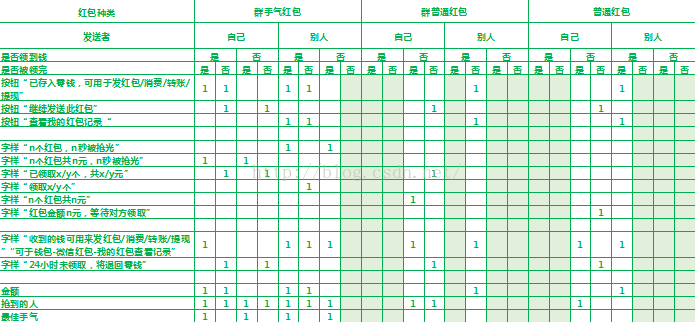 红包种类 群手气红包 群普通红包 普通红包
发送者 自己 别人 自己 别人 自己 别人
是否领到钱 是 否 是 否 是 否 是 否 是 否 是 否
是否被领完 是 否 是 否 是 否 是 否 是 否 是 否 是 否 是 否 是 否 是 否 是 否 是 否
按钮“已存入零钱，可用于发红包/消费/转账/
提现” 1 1 1 1 1 1
按钮“继续发送此红包” 1 1 1 1
按钮“查看我的红包记录“ 1 1 1 1
字样“n个红包，n秒被抢光” 1 1
字样“n个红包共n元，n秒被抢光” 1 1
字样“已领取x/y个，共x/y元” 1 1 1
字样“领取x/y个” 1
字样“n个红包共n元” 1
字样“红包金额n元，等待对方领取” 1
字样“收到的钱可用来发红包/消费/转账/提现
”“可于钱包-微信红包-我的红包查看记录” 1 1 1 1 1 1 1 1
字样“24小时未领取，将退回零钱” 1 1 1 1
金额 1 1 1 1 1 1
抢到的人 1 1 1 1 1 1 1 1 1 1
最佳手气 1 1 1 1
http://blog.csdn.net/